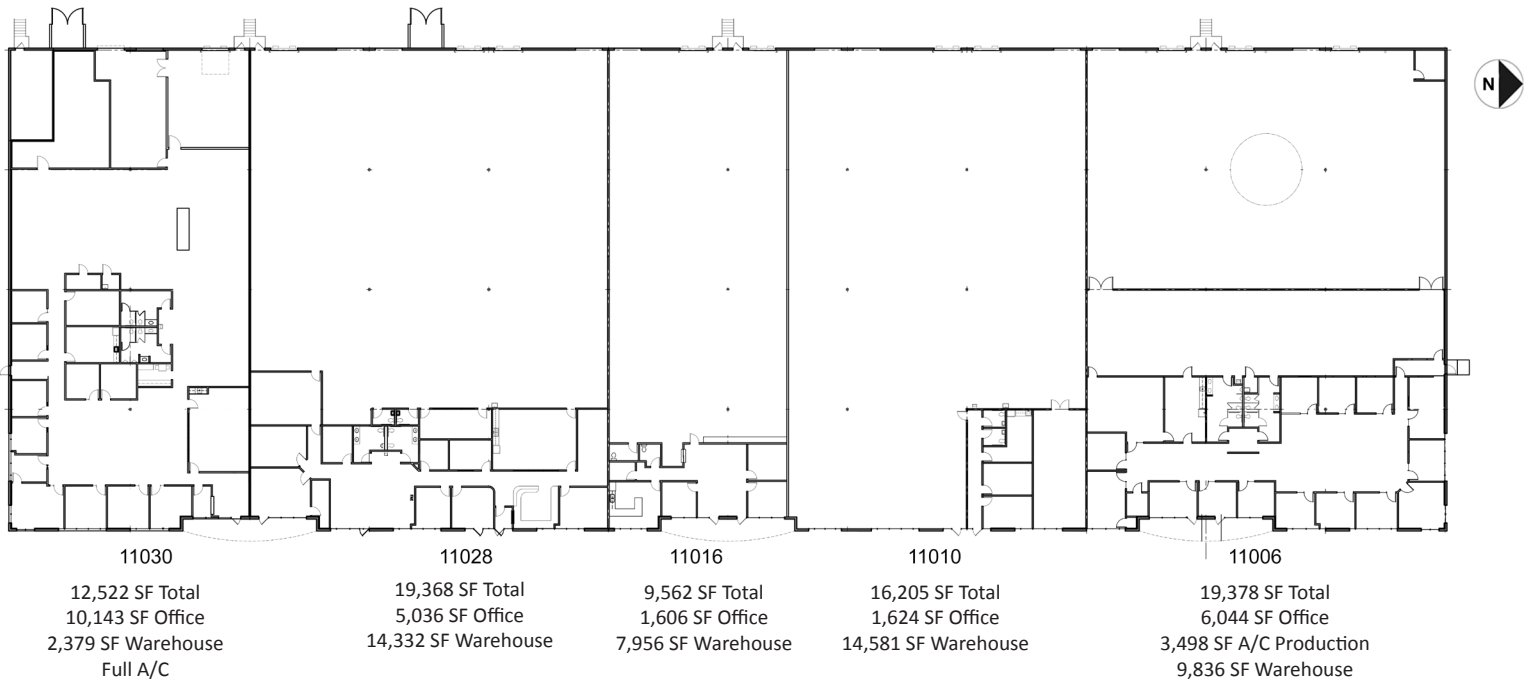 N
11030
12,522 SF Total
10,143 SF Office
2,379 SF Warehouse
Full A/C
11028
19,368 SF Total
5,036 SF Office
14,332 SF Warehouse
11016
9,562 SF Total
1,606 SF Office
7,956 SF Warehouse
11010
16,205 SF Total
1,624 SF Office
14,581 SF Warehouse
11006
19,378 SF Total
6,044 SF Office
3,498 SF A/C Production
9,836 SF Warehouse